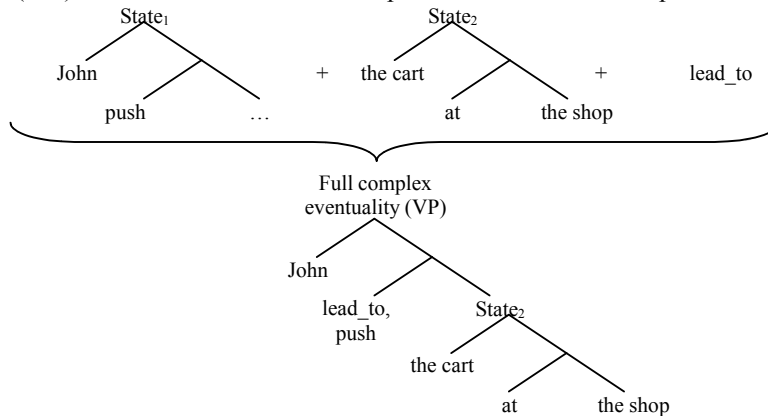 State₁ State₂
John + the cart + lead_to
push … at the shop
Full complex
eventuality (VP)
John
lead_to, State₂
push
the cart
at the shop